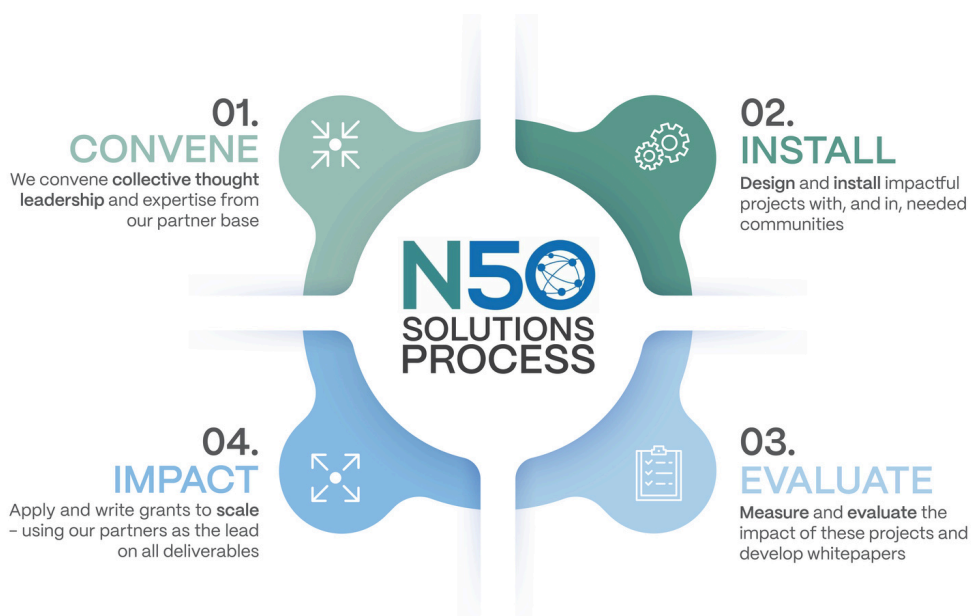 01.
CONVENE
We convene collective thought
leadership and expertise from
our partner base
02.
INSTALL
Design and install impactful
projects with, and in, needed
communities
N50
SOLUTIONS
PROCESS
04.
IMPACT
Apply and write grants to scale
– using our partners as the lead
on all deliverables
03.
EVALUATE
Measure and evaluate the
impact of these projects and
develop whitepapers